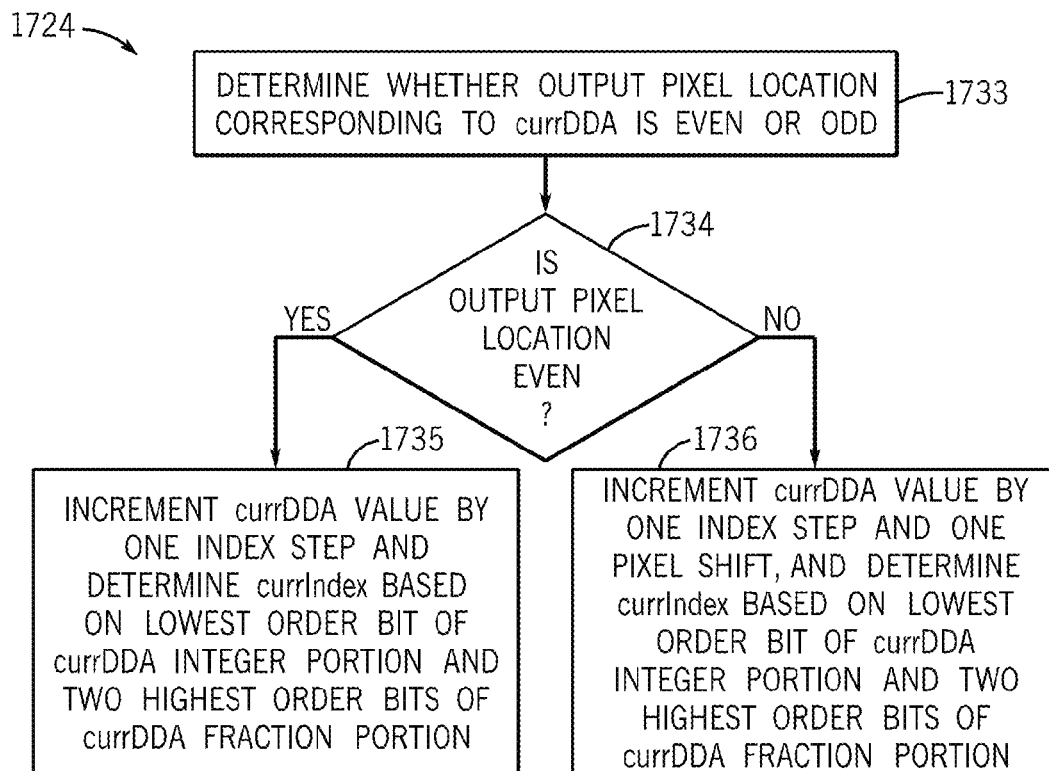 1724
DETERMINE WHETHER OUTPUT PIXEL LOCATION
CORRESPONDING TO currDDA IS EVEN OR ODD
1733
1734
IS
OUTPUT PIXEL
LOCATION
EVEN
?
YES
NO
1735
INCREMENT currDDA VALUE BY
ONE INDEX STEP AND
DETERMINE currIndex BASED
ON LOWEST ORDER BIT OF
currDDA INTEGER PORTION AND
TWO HIGHEST ORDER BITS OF
currDDA FRACTION PORTION
1736
INCREMENT currDDA VALUE BY
ONE INDEX STEP AND ONE
PIXEL SHIFT, AND DETERMINE
currIndex BASED ON LOWEST
ORDER BIT OF currDDA
INTEGER PORTION AND TWO
HIGHEST ORDER BITS OF
currDDA FRACTION PORTION